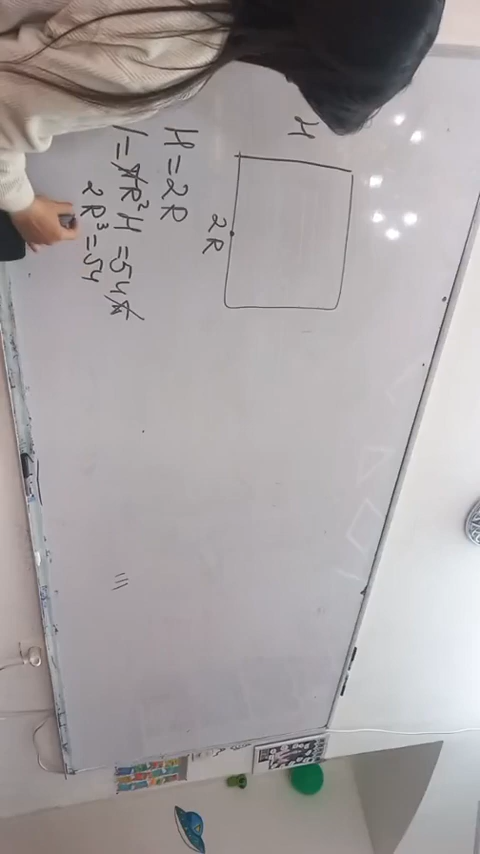 H
2R
H = 2R
V = πR²H = 54π
2R³ = 54